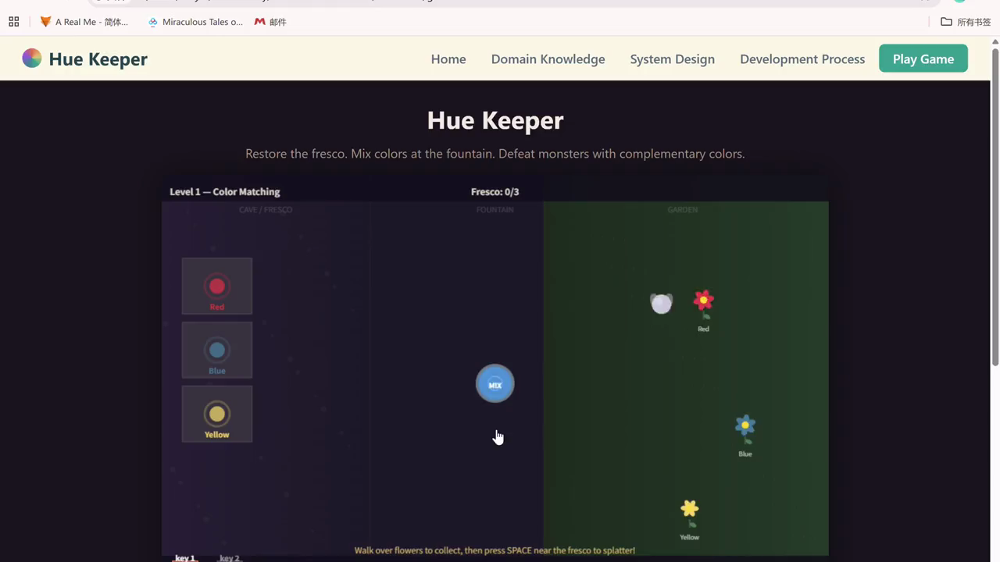 A Real Me - 简体...
Miraculous Tales o...
邮件
所有书签
Hue Keeper
Home
Domain Knowledge
System Design
Development Process
Play Game
Hue Keeper
Restore the fresco. Mix colors at the fountain. Defeat monsters with complementary colors.
Level 1 — Color Matching
Fresco: 0/3
CAVE / FRESCO
FOUNTAIN
GARDEN
Red
Blue
Yellow
MIX
Red
Blue
Yellow
Walk over flowers to collect, then press SPACE near the fresco to splatter!
key 1
key 2